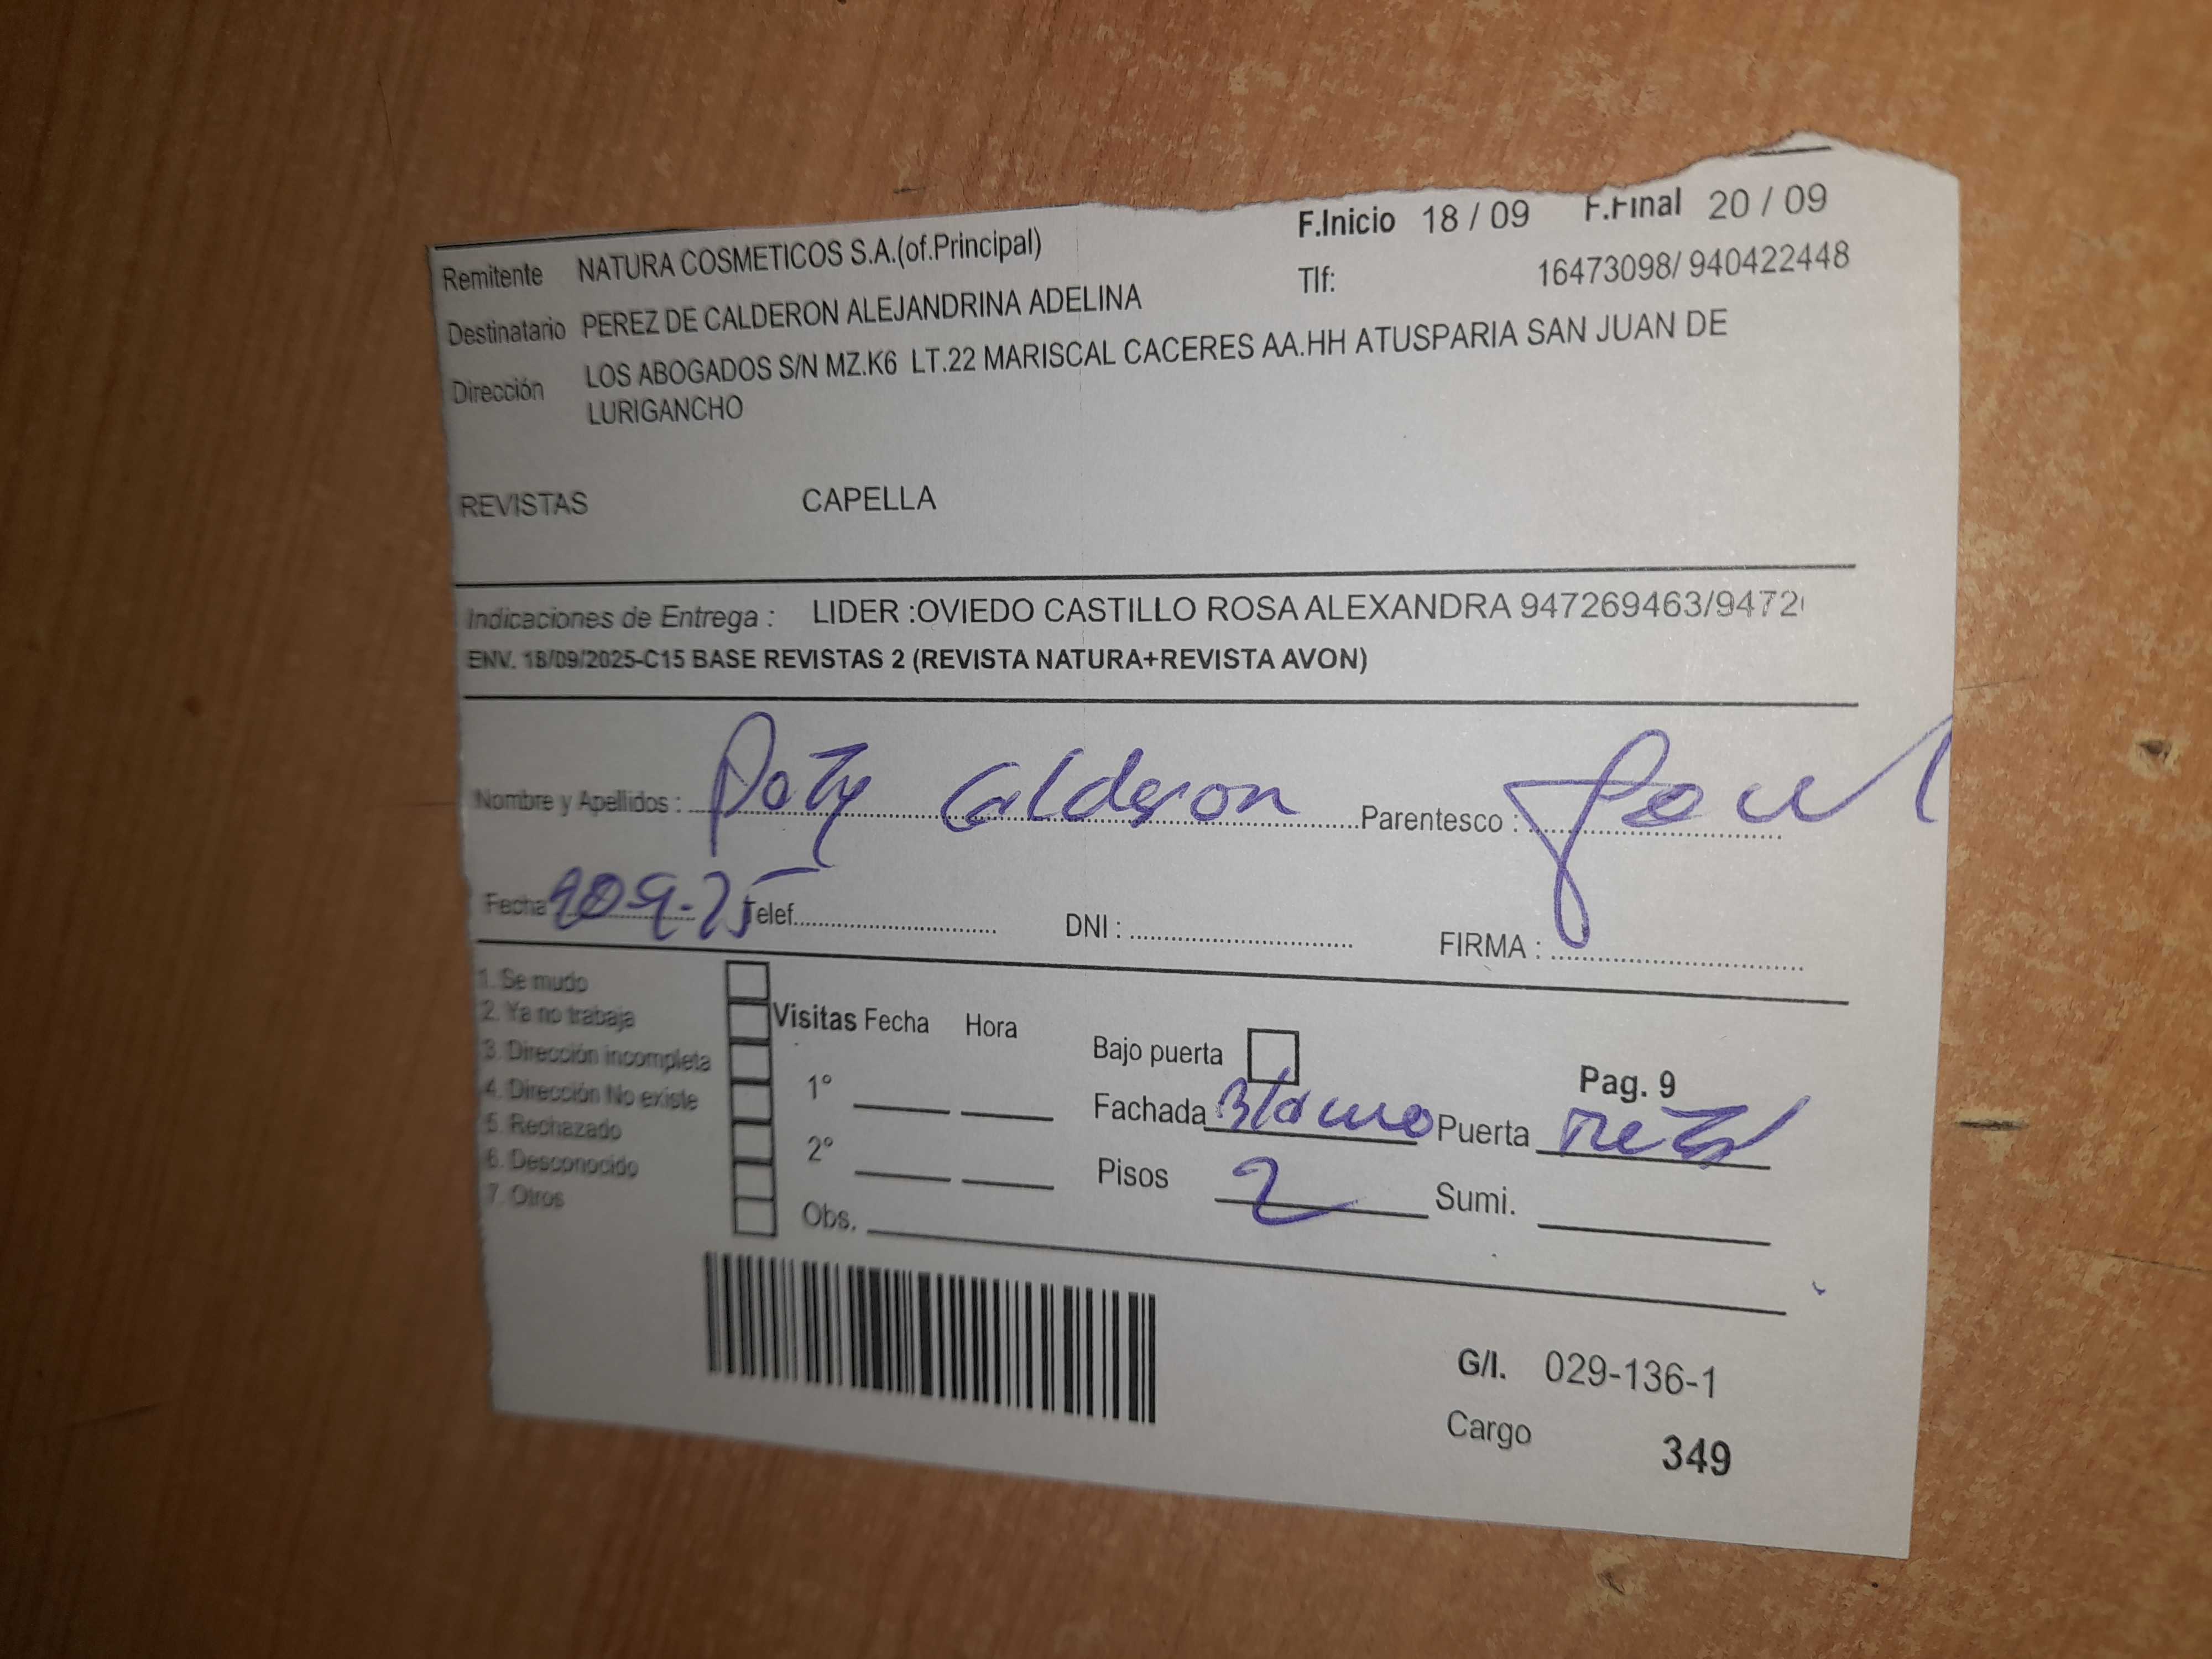 F.Inicio 18 / 09 F.Final 20 / 09
Remitente NATURA COSMETICOS S.A.(of.Principal)
Tlf: 16473098/ 940422448
Destinatario PEREZ DE CALDERON ALEJANDRINA ADELINA
Dirección LOS ABOGADOS S/N MZ.K6 LT.22 MARISCAL CACERES AA.HH ATUSPARIA SAN JUAN DE
LURIGANCHO
REVISTAS CAPELLA
Indicaciones de Entrega : LIDER :OVIEDO CASTILLO ROSA ALEXANDRA 947269463/9472
ENV. 18/09/2025-C15 BASE REVISTAS 2 (REVISTA NATURA+REVISTA AVON)
Nombre y Apellidos : Paty Calderon Parentesco :
Fecha Telef. DNI : FIRMA :
1. Se mudo
2. Ya no trabaja
3. Dirección incompleta
4. Dirección No existe
5. Rechazado
6. Desconocido
7. Otros
Visitas Fecha Hora
1°
2°
Obs.
Bajo puerta
Pag. 9
Fachada Blanco Puerta
Pisos 2 Sumi.
G/I. 029-136-1
Cargo 349